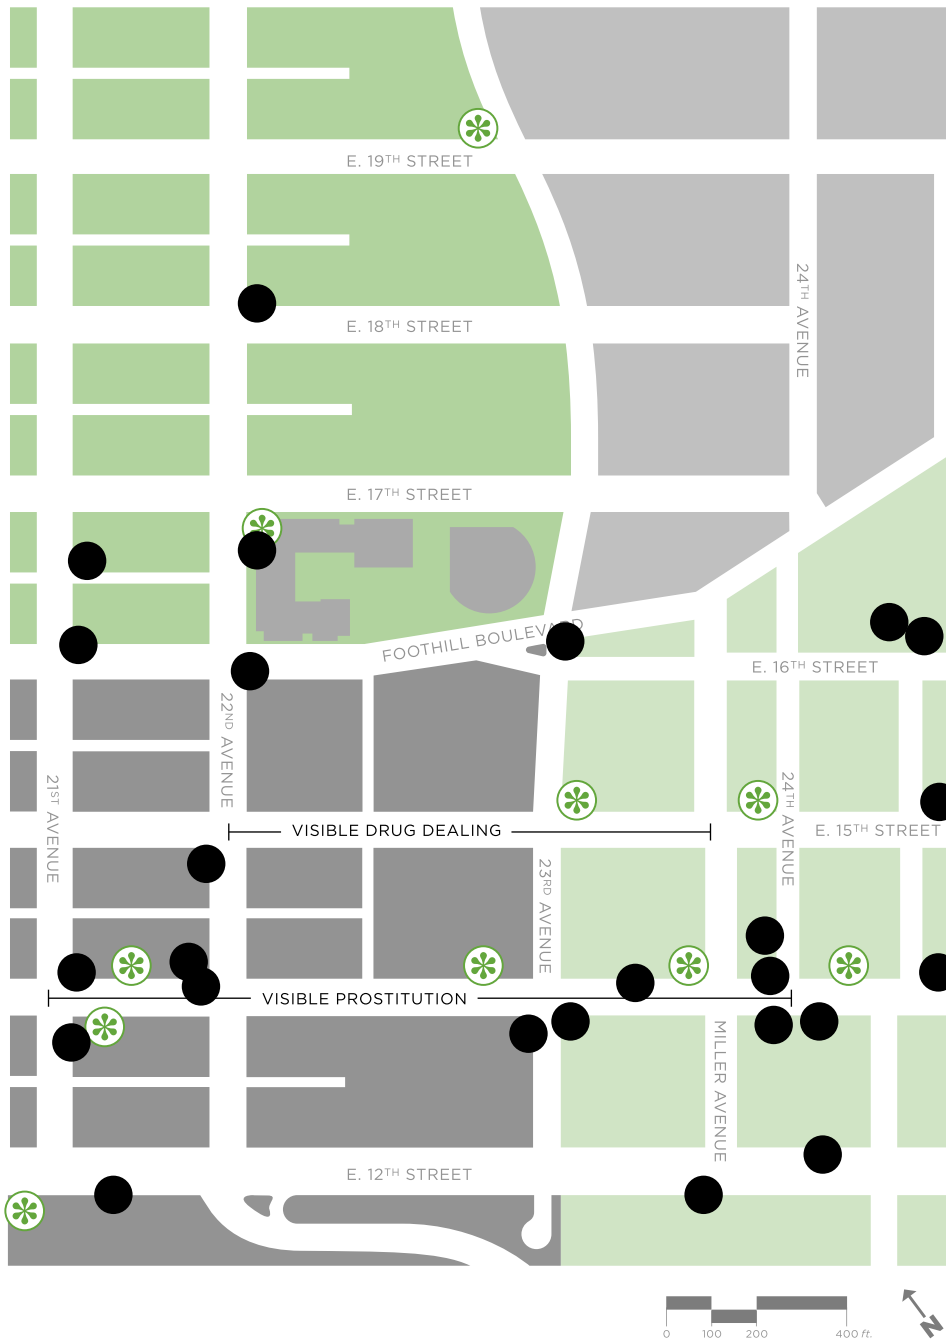 E. 19TH STREET
24TH AVENUE
E. 18TH STREET
E. 17TH STREET
FOOTHILL BOULEVARD
E. 16TH STREET
22ND AVENUE
21ST AVENUE
24TH AVENUE
VISIBLE DRUG DEALING
E. 15TH STREET
23RD AVENUE
VISIBLE PROSTITUTION
MILLER AVENUE
E. 12TH STREET
N
0 100 200 400 ft.